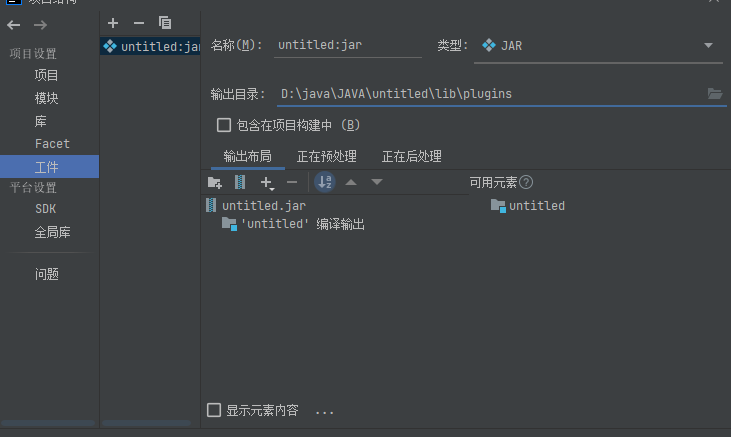 项目结构
项目设置
项目
模块
库
Facet
工件
平台设置
SDK
全局库
问题
untitled:jar
名称(M): untitled:jar 类型: JAR
输出目录: D:\java\JAVA\untitled\lib\plugins
包含在项目构建中 (B)
输出布局 正在预处理 正在后处理
可用元素?
untitled.jar untitled
'untitled' 编译输出
显示元素内容 ...